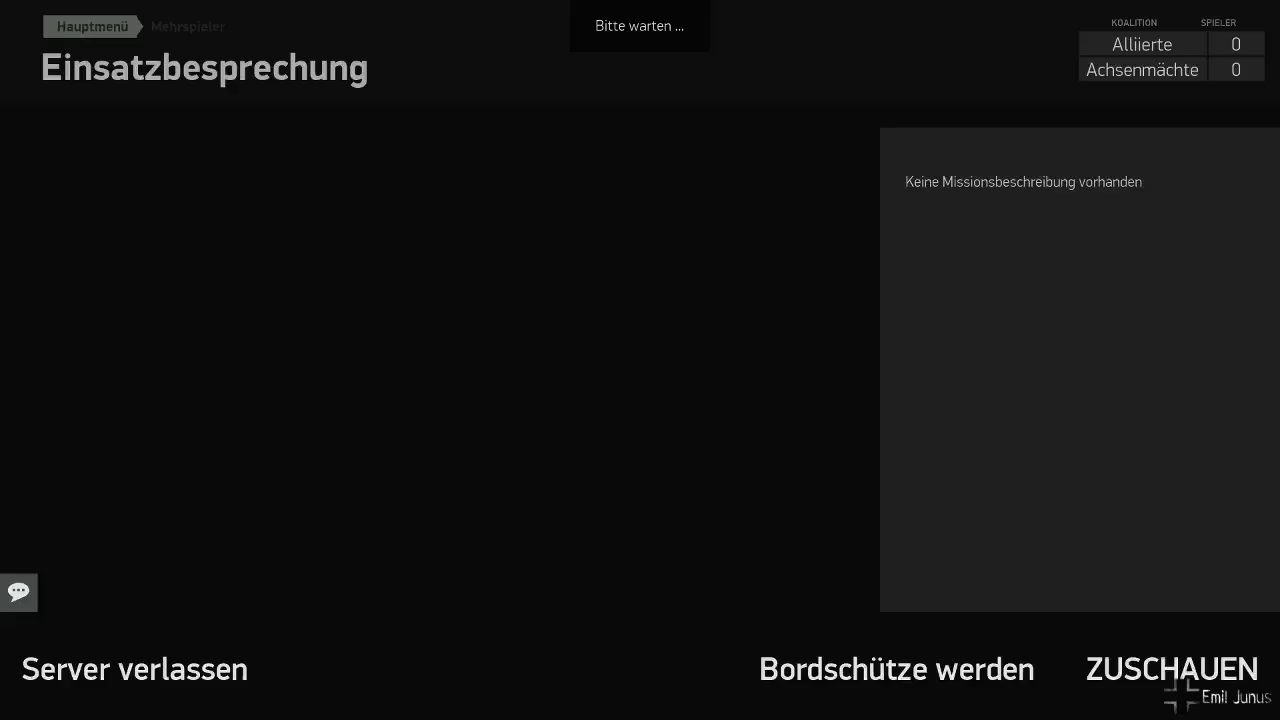 Hauptmenü Mehrspieler
Einsatzbesprechung
Bitte warten ...
KOALITION SPIELER
Alliierte 0
Achsenmächte 0
Keine Missionsbeschreibung vorhanden
Server verlassen
Bordschütze werden
ZUSCHAUEN
Emil Junus